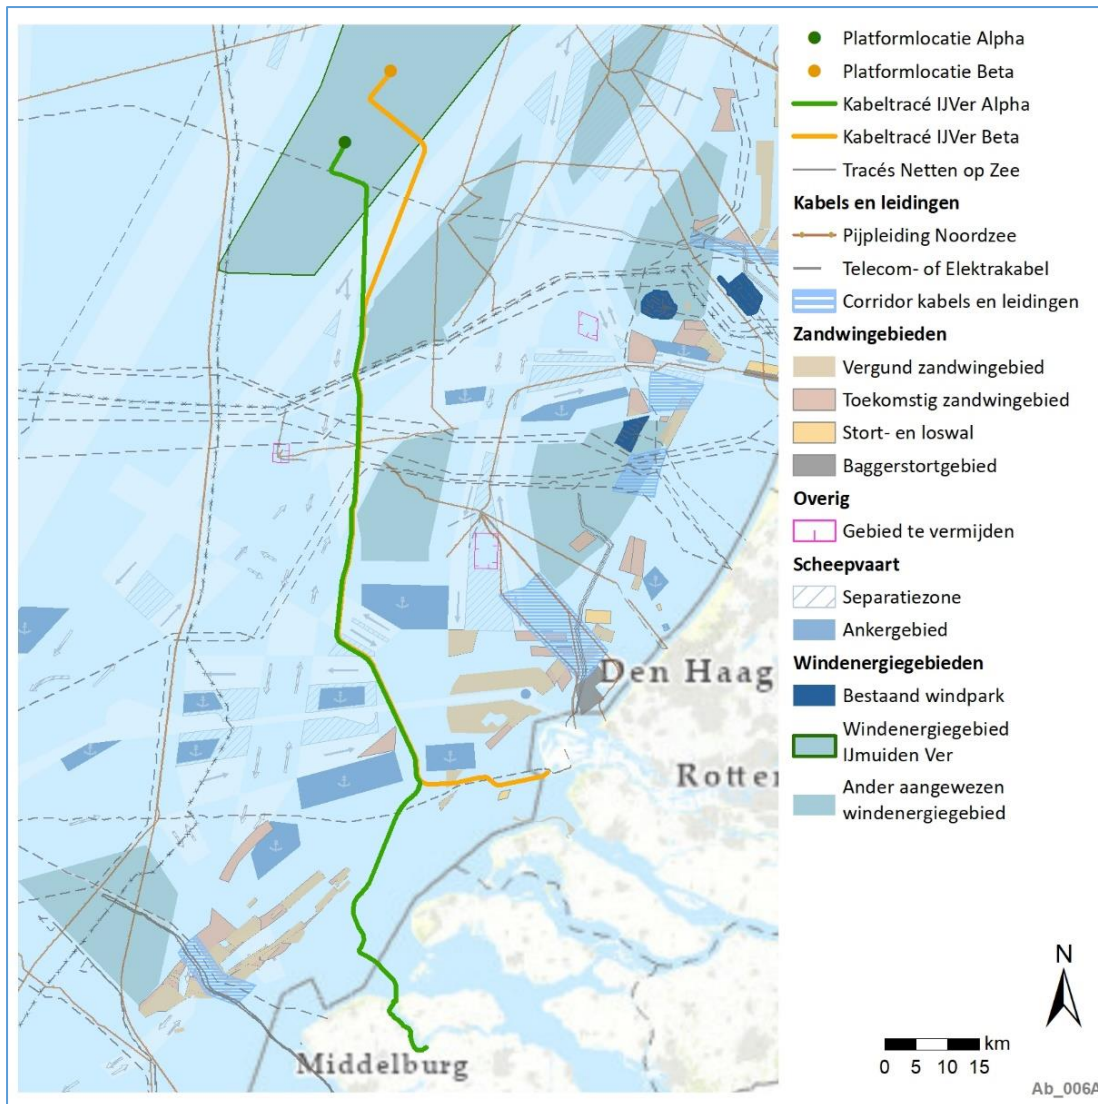 Platformlocatie Alpha
Platformlocatie Beta
Kabeltracé IJVer Alpha
Kabeltracé IJVer Beta
Tracés Netten op Zee
Kabels en leidingen
Pijpleiding Noordzee
Telecom- of Elektrakabel
Corridor kabels en leidingen
Zandwingebieden
Vergund zandwingebied
Toekomstig zandwingebied
Stort- en loswal
Baggerstortgebied
Overig
Gebied te vermijden
Scheepvaart
Separatiezone
Ankergebied
Windenergiegebieden
Bestaand windpark
Windenergiegebied
IJmuiden Ver
Ander aangewezen
windenergiegebied
Den Haag
Rotter
Middelburg
N
km
0 5 10 15
Ab_006A